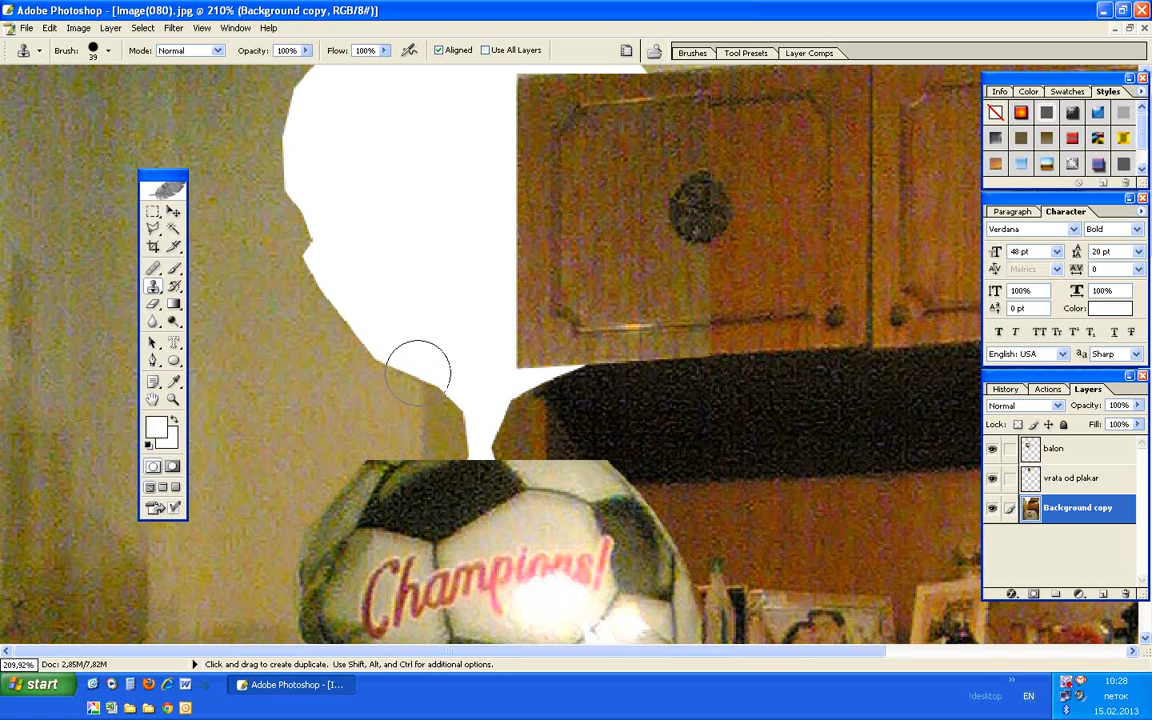 Adobe Photoshop - [Image(080).jpg @ 210% (Background copy, RGB/8#)]
File Edit Image Layer Select Filter View Window Help
Brush: 39 Mode: Normal Opacity: 100% Flow: 100% Aligned Use All Layers Brushes Tool Presets Layer Comps
Info Color Swatches Styles
Paragraph Character
Verdana Bold
48 pt 20 pt
Metrics 0
100% 100%
0 pt Color:
T T TT Tr T¹ T₁ T T
English: USA aa Sharp
History Actions Layers
Normal Opacity: 100%
Lock: Fill: 100%
balon
vrata od plakar
Background copy
Champions!
209,92% Doc: 2,85M/7,82M Click and drag to create duplicate. Use Shift, Alt, and Ctrl for additional options.
start Adobe Photoshop - [I... !desktop EN 10:28
петок
15.02.2013